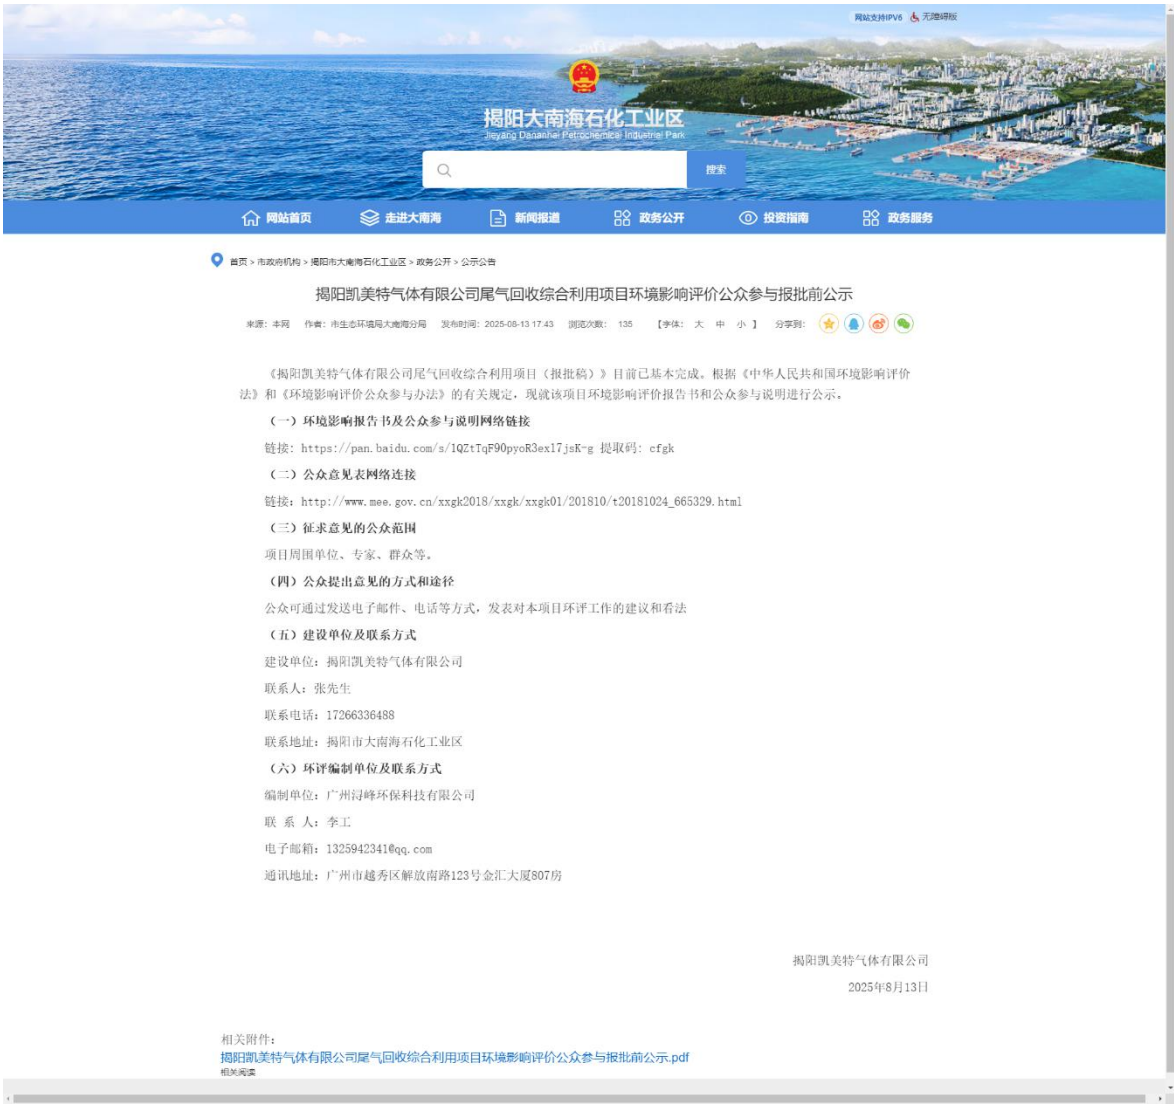 网站支持IPV6 无障碍版
揭阳大南海石化工业区
Jieyang Dananhai Petrochemical Industrial Park
搜索
网站首页 走进大南海 新闻报道 政务公开 投资指南 政务服务
首页 > 市政府机构 > 揭阳市大南海石化工业区 > 政务公开 > 公示公告
揭阳凯美特气体有限公司尾气回收综合利用项目环境影响评价公众参与报批前公示
来源：本网 作者：市生态环境局大南海分局 发布时间：2025-08-13 17:43 浏览次数： 135 【字体： 大 中 小 】 分享到：
《揭阳凯美特气体有限公司尾气回收综合利用项目（报批稿）》目前已基本完成。根据《中华人民共和国环境影响评价
法》和《环境影响评价公众参与办法》的有关规定，现就该项目环境影响评价报告书和公众参与说明进行公示。
（一）环境影响报告书及公众参与说明网络链接
链接：https://pan.baidu.com/s/1QZtTqF90pyoR3exl7jsK-g 提取码：cfgk
（二）公众意见表网络连接
链接：http://www.mee.gov.cn/xxgk2018/xxgk/xxgk01/201810/t20181024_665329.html
（三）征求意见的公众范围
项目周围单位、专家、群众等。
（四）公众提出意见的方式和途径
公众可通过发送电子邮件、电话等方式，发表对本项目环评工作的建议和看法
（五）建设单位及联系方式
建设单位：揭阳凯美特气体有限公司
联系人：张先生
联系电话：17266336488
联系地址：揭阳市大南海石化工业区
（六）环评编制单位及联系方式
编制单位：广州浔峰环保科技有限公司
联 系 人：李工
电子邮箱：1325942341@qq.com
通讯地址：广州市越秀区解放南路123号金汇大厦807房
揭阳凯美特气体有限公司
2025年8月13日
相关附件：
揭阳凯美特气体有限公司尾气回收综合利用项目环境影响评价公众参与报批前公示.pdf
相关阅读